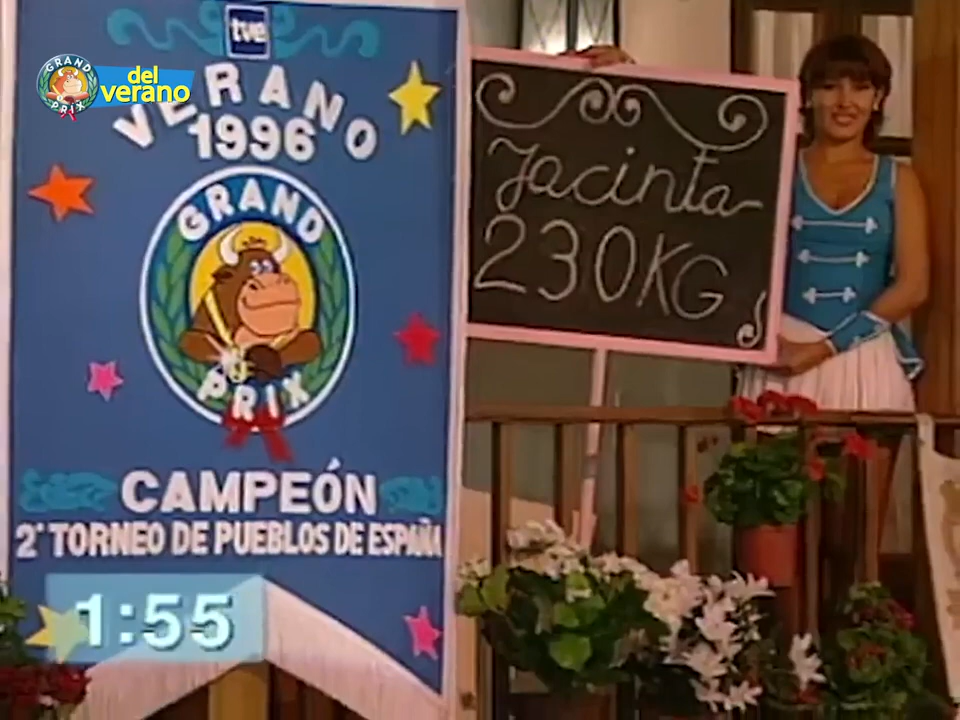 GRAND
PRIX
del
verano
tve
VERANO
1996
GRAND
PRIX
CAMPEÓN
2º TORNEO DE PUEBLOS DE ESPAÑA
1:55
Jacinta
230KG